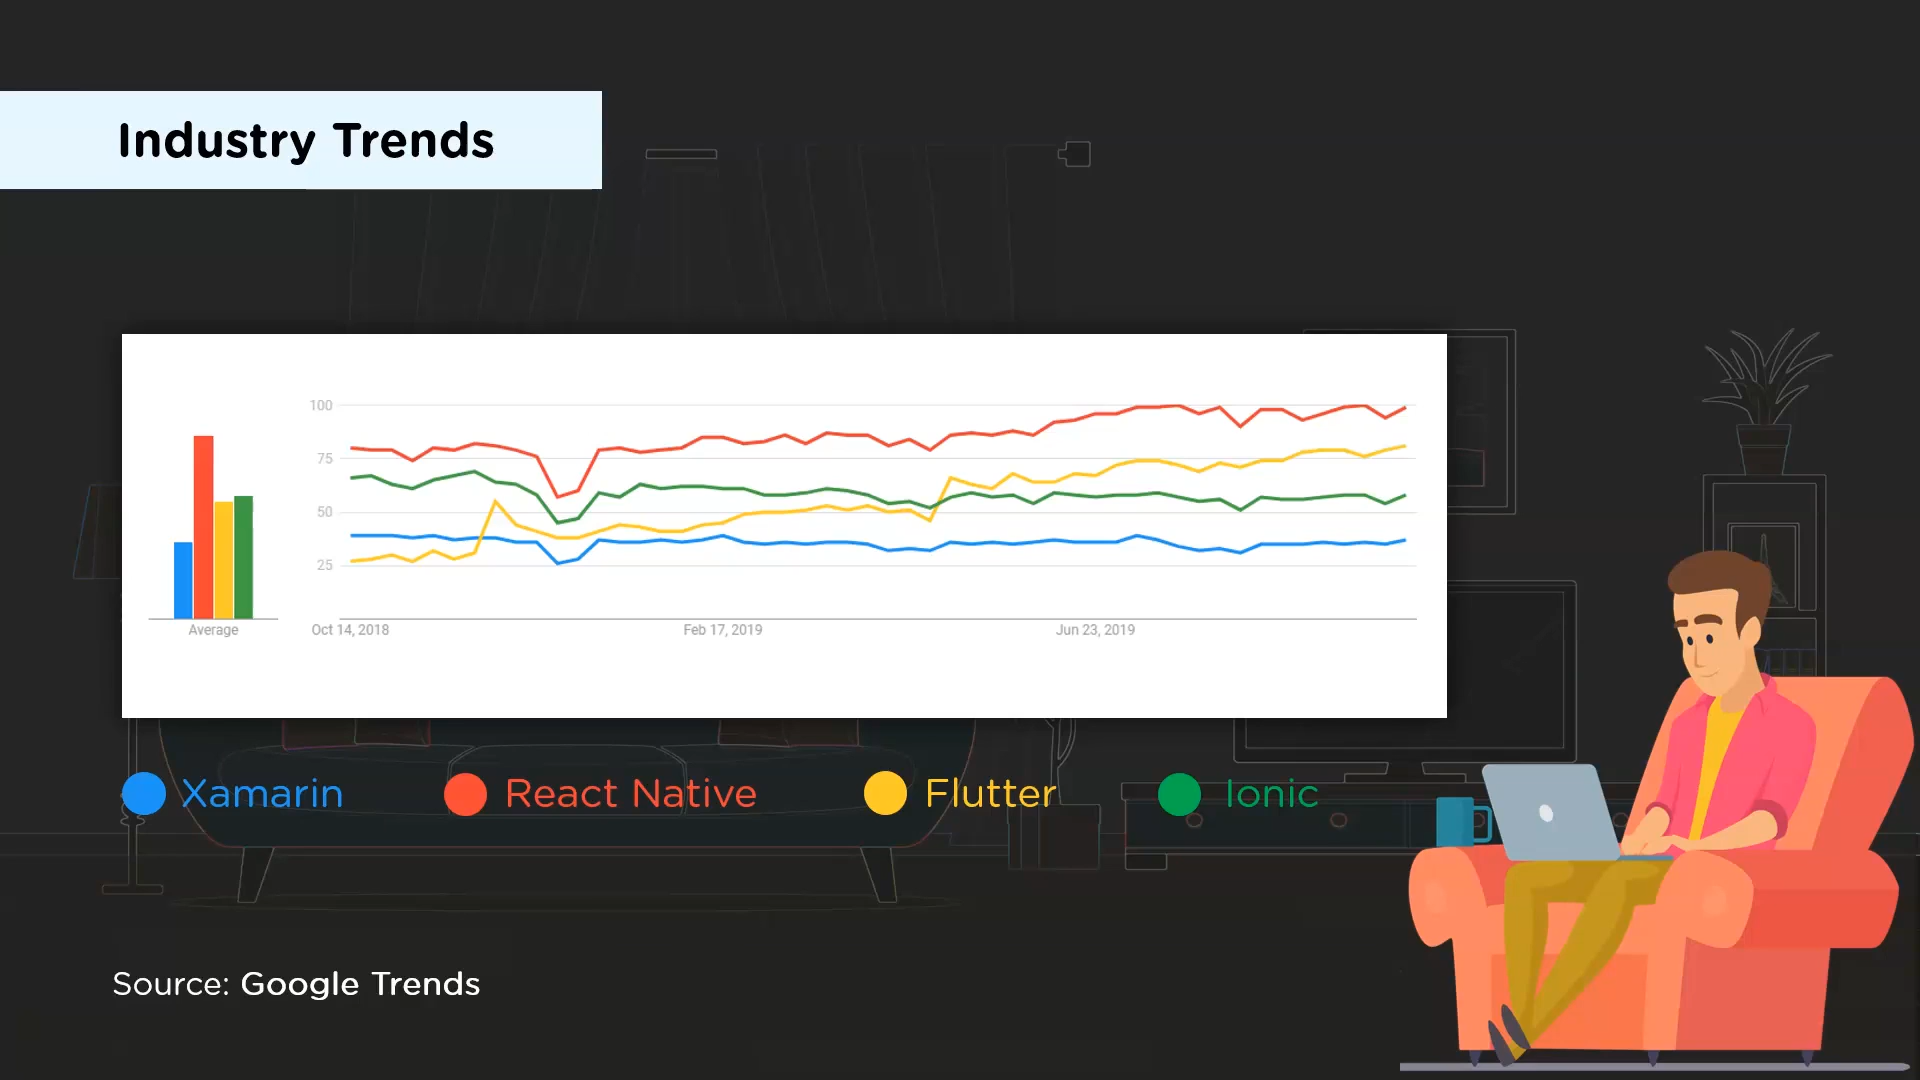 Industry Trends
100
75
50
25
Average
Oct 14, 2018
Feb 17, 2019
Jun 23, 2019
Xamarin
React Native
Flutter
Ionic
Source: Google Trends